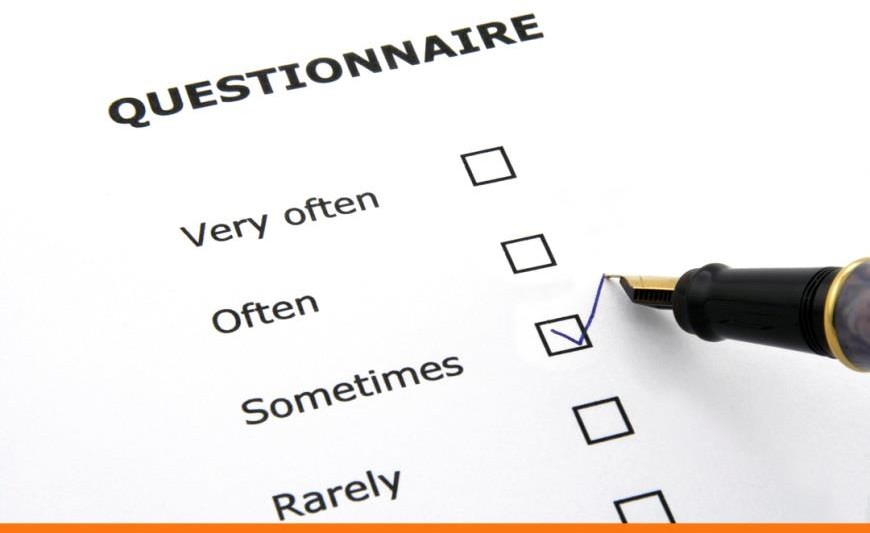 QUESTIONNAIRE
Very often
Often
Sometimes
Rarely